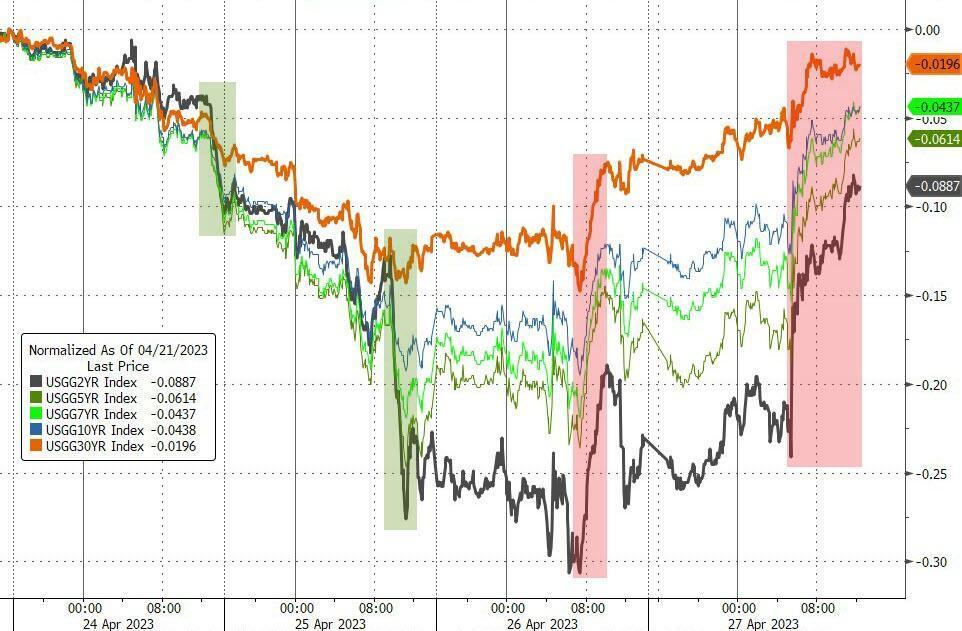 0.00
-0.0196
-0.0437
-0.05
-0.0614
-0.0887
-0.10
-0.15
-0.20
-0.25
-0.30
Normalized As Of 04/21/2023
Last Price
USGG2YR Index -0.0887
USGG5YR Index -0.0614
USGG7YR Index -0.0437
USGG10YR Index -0.0438
USGG30YR Index -0.0196
00:00 08:00 00:00 08:00 00:00 08:00 00:00 08:00
24 Apr 2023 25 Apr 2023 26 Apr 2023 27 Apr 2023